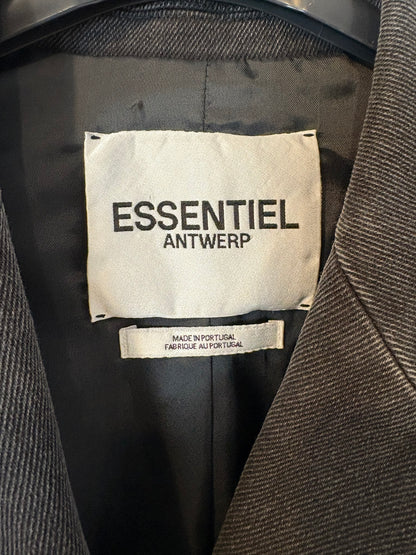 ESSENTIEL
ANTWERP
MADE IN PORTUGAL
FABRIQUE AU PORTUGAL